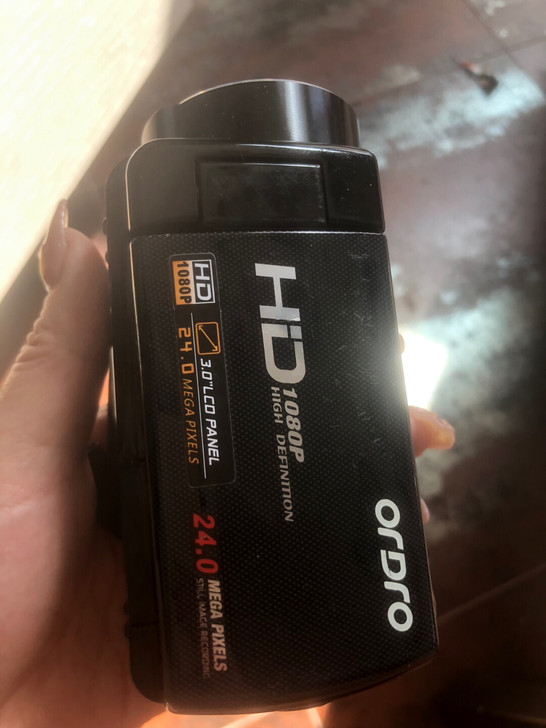 HD
1080P
3.0"LCD PANEL
24.0 MEGA PIXELS
HD 1080P
HIGH DEFINITION
ordro
24.0 MEGA PIXELS
STILL IMAGE RECORDING